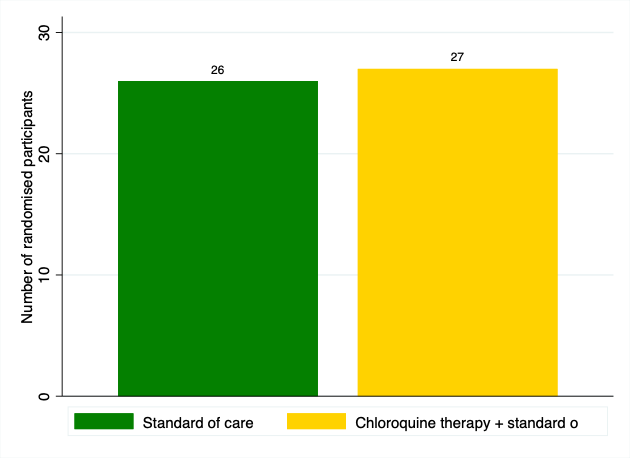 Number of randomised participants
30
20
10
0
26
27
Standard of care
Chloroquine therapy + standard o